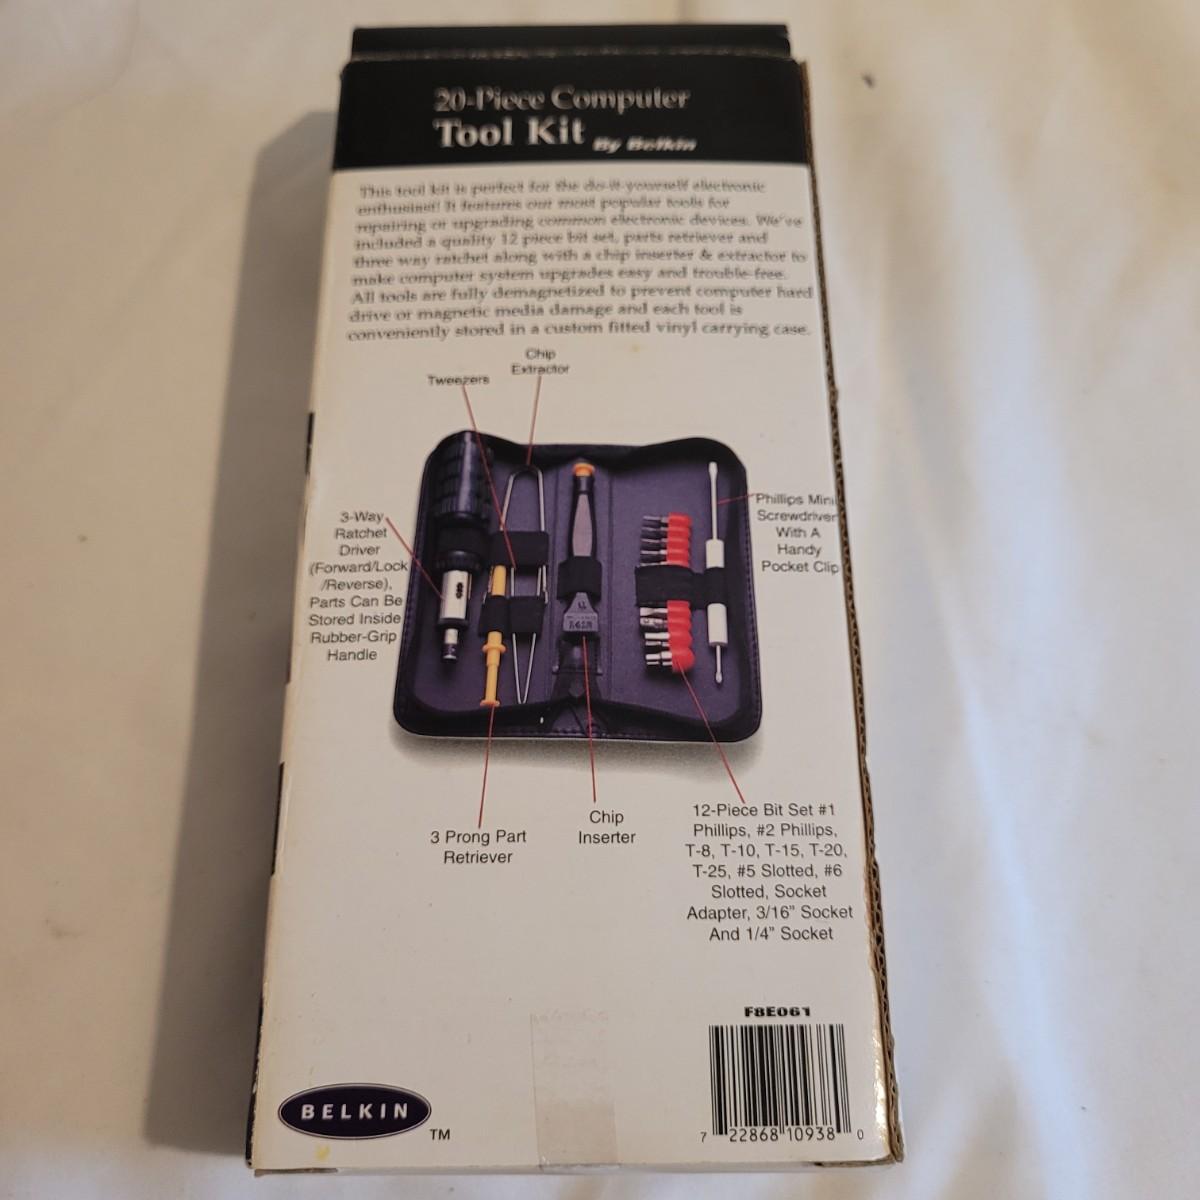 20-Piece Computer
Tool Kit By Belkin
This tool kit is perfect for the do-it-yourself electronic
enthusiast! It features our most popular tools for
repairing or upgrading common electronic devices. We've
included a quality 12 piece bit set, parts retriever and
three way ratchet along with a chip inserter & extractor to
make computer system upgrades easy and trouble-free.
All tools are fully demagnetized to prevent computer hard
drive or magnetic media damage and each tool is
conveniently stored in a custom fitted vinyl carrying case.
Chip
Extractor
Tweezers
3-Way
Ratchet
Driver
(Forward/Lock
/Reverse),
Parts Can Be
Stored Inside
Rubber-Grip
Handle
Phillips Mini
Screwdriver
With A
Handy
Pocket Clip
3 Prong Part
Retriever
Chip
Inserter
12-Piece Bit Set #1
Phillips, #2 Phillips,
T-8, T-10, T-15, T-20,
T-25, #5 Slotted, #6
Slotted, Socket
Adapter, 3/16” Socket
And 1/4” Socket
F8E061
7 22868 10938 0
BELKIN TM